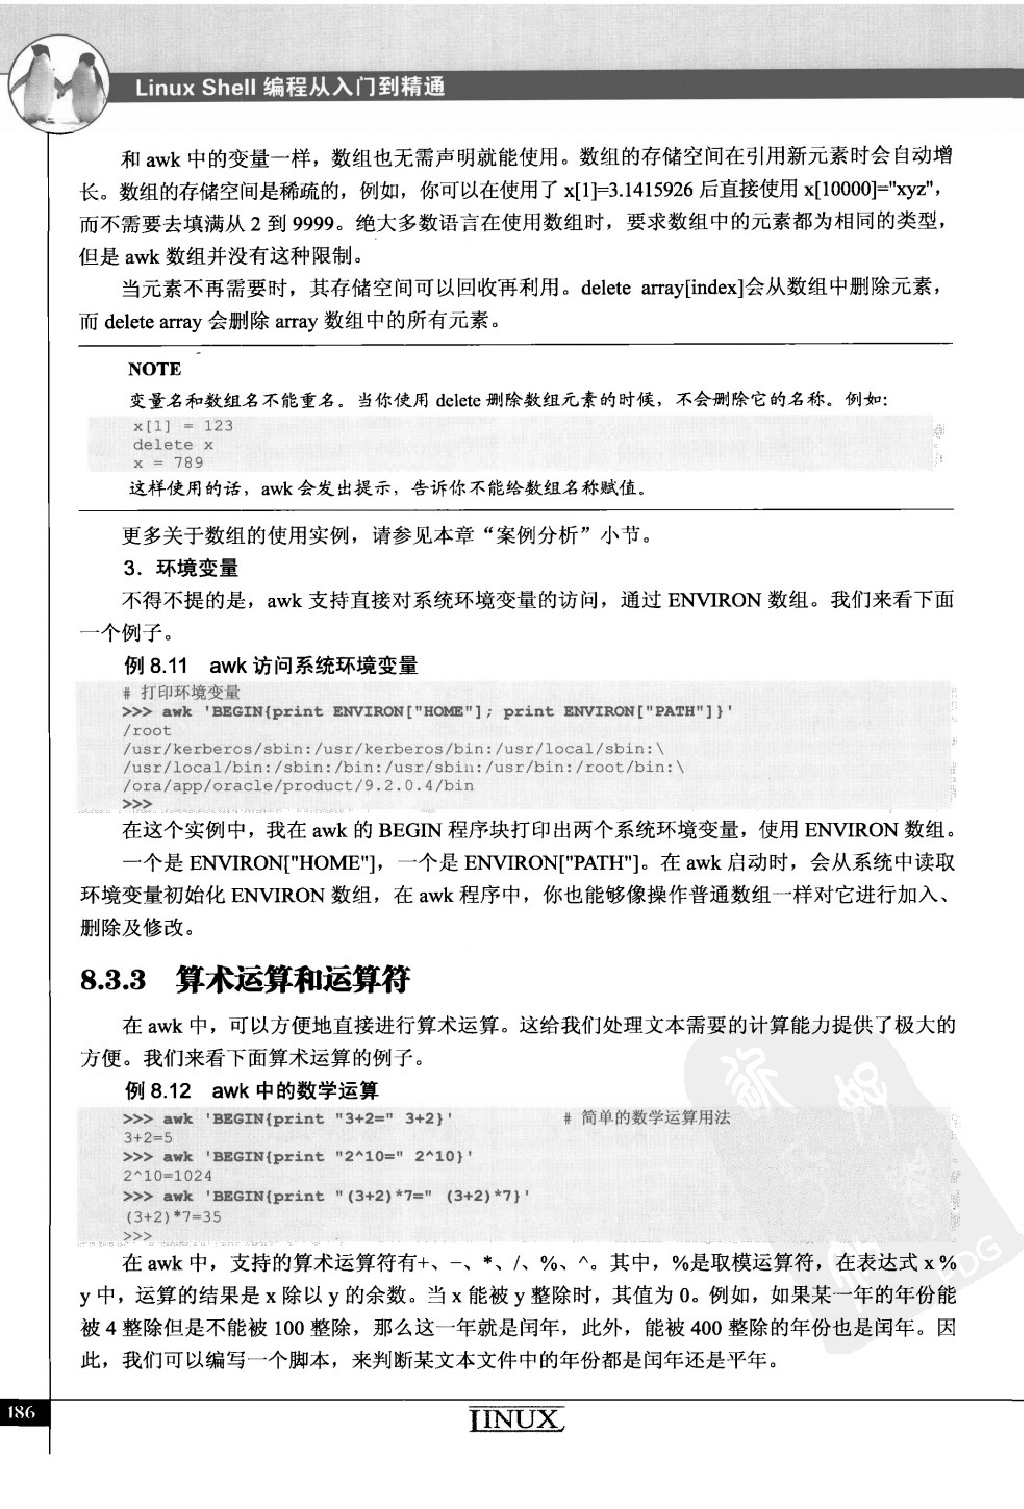 Linux Shell 编程从入门到精通
和 awk 中的变量一样，数组也无需声明就能使用。数组的存储空间在引用新元素时会自动增
长。数组的存储空间是稀疏的，例如，你可以在使用了 x[1]=3.1415926 后直接使用 x[10000]="xyz"，
而不需要去填满从 2 到 9999。绝大多数语言在使用数组时，要求数组中的元素都为相同的类型，
但是 awk 数组并没有这种限制。
当元素不再需要时，其存储空间可以回收再利用。delete array[index]会从数组中删除元素，
而 delete array 会删除 array 数组中的所有元素。
NOTE
变量名和数组名不能重名。当你使用 delete 删除数组元素的时候，不会删除它的名称。例如：
x[1] = 123
delete x
x = 789
这样使用的话，awk 会发出提示，告诉你不能给数组名称赋值。
更多关于数组的使用实例，请参见本章“案例分析”小节。
3．环境变量
不得不提的是，awk 支持直接对系统环境变量的访问，通过 ENVIRON 数组。我们来看下面
一个例子。
例 8.11 awk 访问系统环境变量
# 打印环境变量
>>> awk 'BEGIN{print ENVIRON["HOME"]; print ENVIRON["PATH"]}'
/root
/usr/kerberos/sbin:/usr/kerberos/bin:/usr/local/sbin:\
/usr/local/bin:/sbin:/bin:/usr/sbin:/usr/bin:/root/bin:\
/ora/app/oracle/product/9.2.0.4/bin
>>>
在这个实例中，我在 awk 的 BEGIN 程序块打印出两个系统环境变量，使用 ENVIRON 数组。
一个是 ENVIRON["HOME"]，一个是 ENVIRON["PATH"]。在 awk 启动时，会从系统中读取
环境变量初始化 ENVIRON 数组，在 awk 程序中，你也能够像操作普通数组一样对它进行加入、
删除及修改。
8.3.3 算术运算和运算符
在 awk 中，可以方便地直接进行算术运算。这给我们处理文本需要的计算能力提供了极大的
方便。我们来看下面算术运算的例子。
例 8.12 awk 中的数学运算
>>> awk 'BEGIN{print "3+2=" 3+2}' # 简单的数学运算用法
3+2=5
>>> awk 'BEGIN{print "2^10=" 2^10}'
2^10=1024
>>> awk 'BEGIN{print "(3+2)*7=" (3+2)*7}'
(3+2)*7=35
>>>
在 awk 中，支持的算术运算符有+、−、*、/、%、^。其中，%是取模运算符，在表达式 x %
y 中，运算的结果是 x 除以 y 的余数。当 x 能被 y 整除时，其值为 0。例如，如果某一年的年份能
被 4 整除但是不能被 100 整除，那么这一年就是闰年，此外，能被 400 整除的年份也是闰年。因
此，我们可以编写一个脚本，来判断某文本文件中的年份都是闰年还是平年。
PDG
186
LINUX